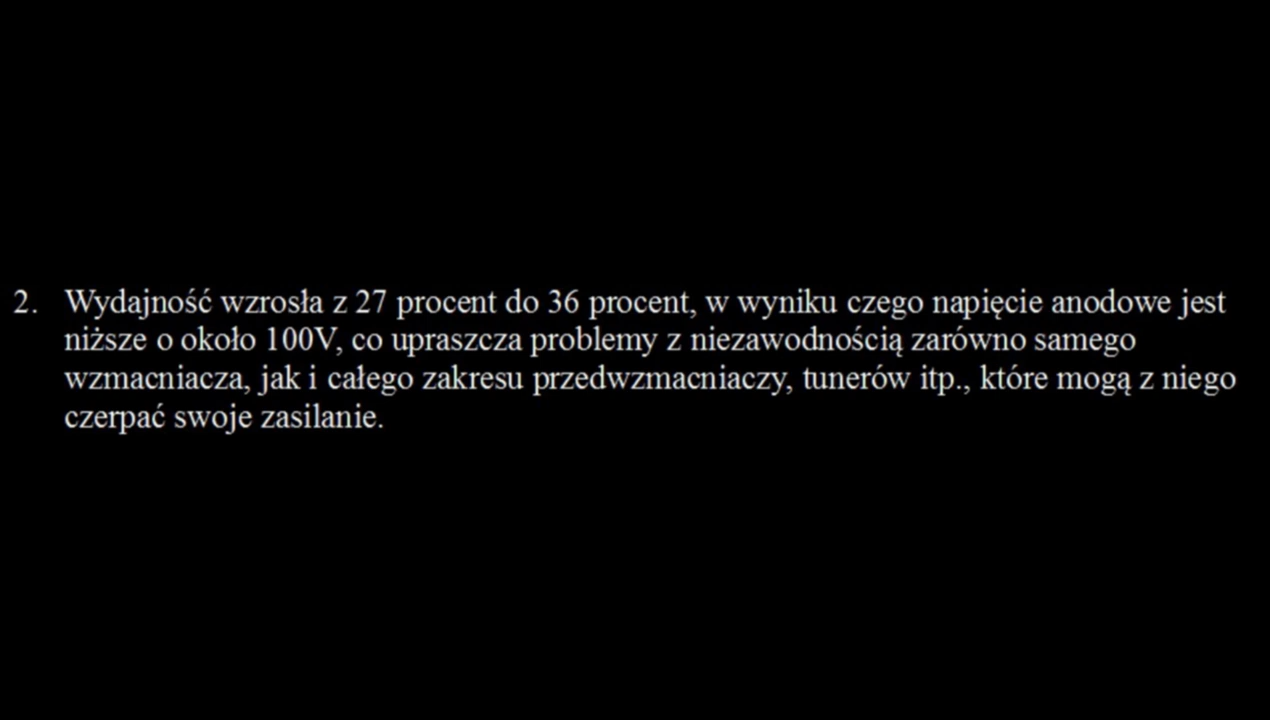 2. Wydajność wzrosła z 27 procent do 36 procent, w wyniku czego napięcie anodowe jest
niższe o około 100V, co upraszcza problemy z niezawodnością zarówno samego
wzmacniacza, jak i całego zakresu przedwzmacniaczy, tunerów itp., które mogą z niego
czerpać swoje zasilanie.